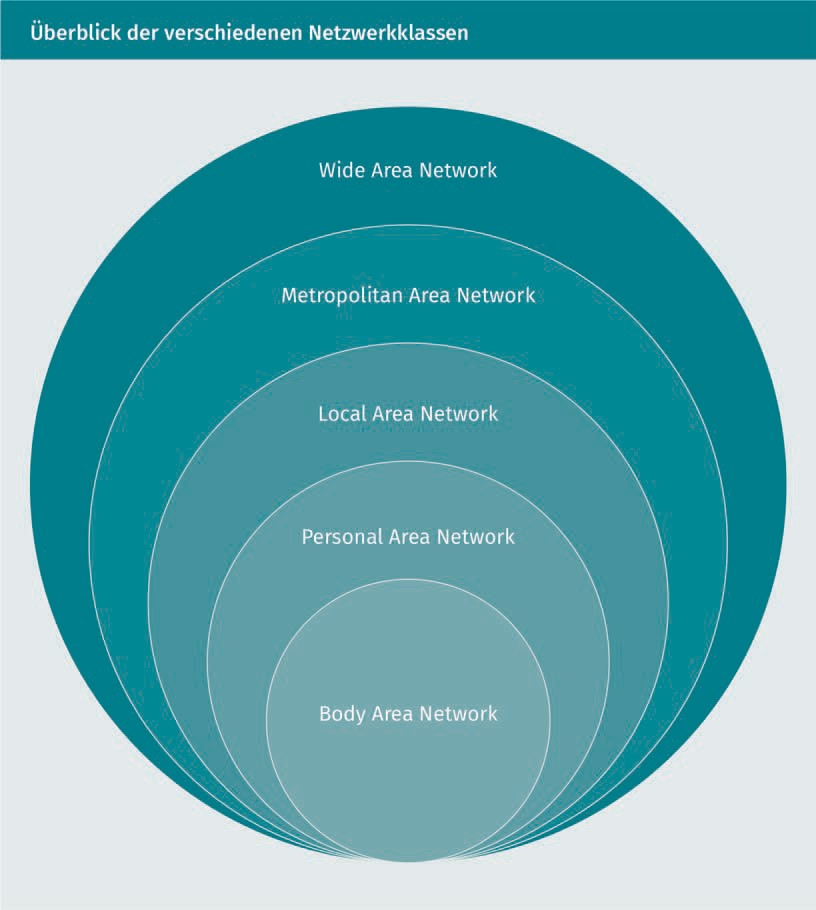 Überblick der verschiedenen Netzwerkklassen
Wide Area Network
Metropolitan Area Network
Local Area Network
Personal Area Network
Body Area Network